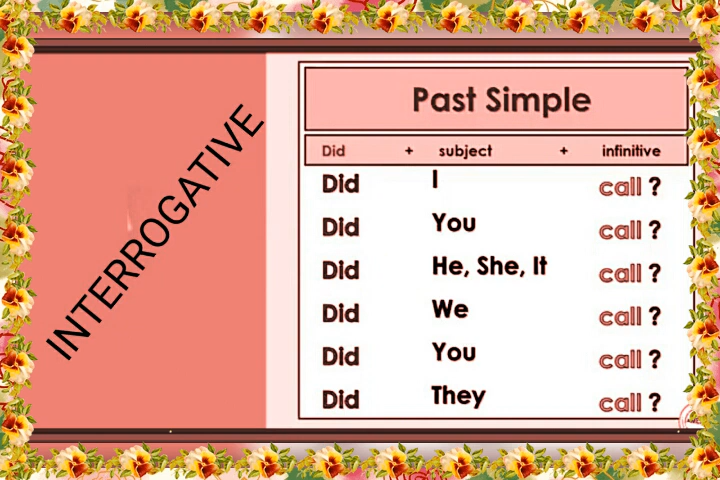 INTERROGATIVE
Past Simple
Did + subject + infinitive
Did I call ?
Did You call ?
Did He, She, It call ?
Did We call ?
Did You call ?
Did They call ?